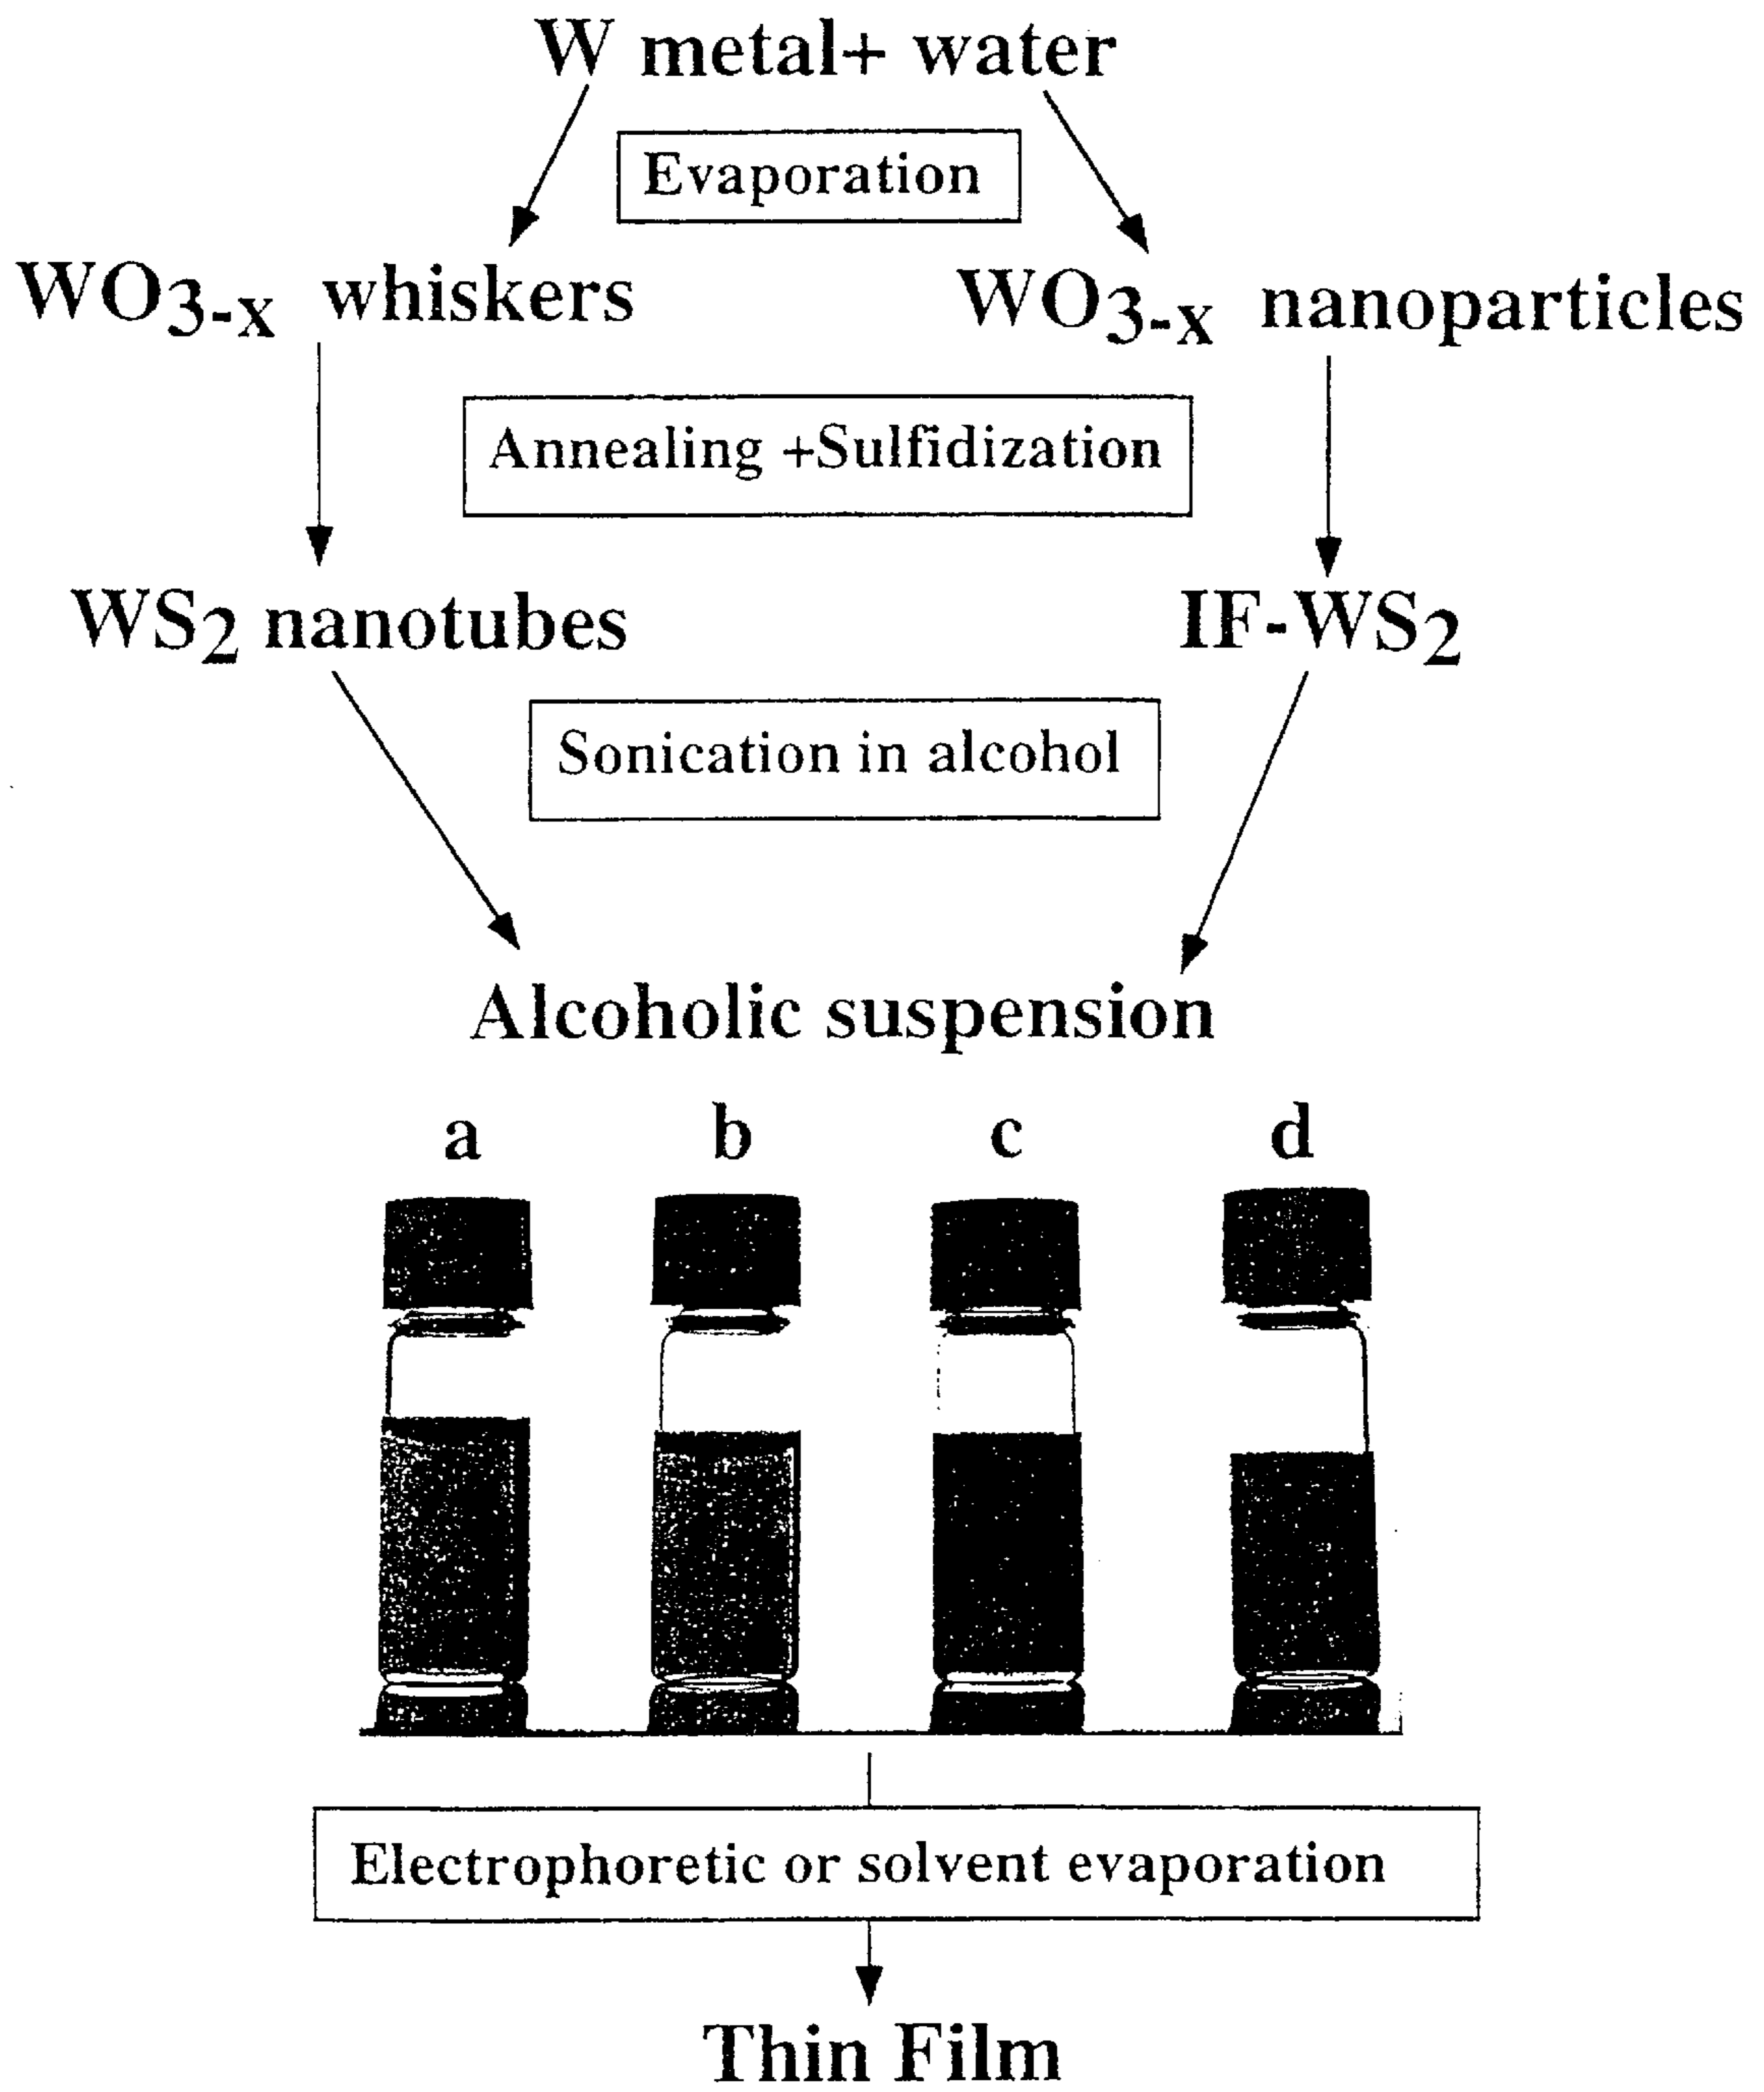 W metal+ water
Evaporation
WO3-x whiskers
WO3-x nanoparticles
Annealing +Sulfidization
WS2 nanotubes
IF-WS2
Sonication in alcohol
Alcoholic suspension
a b c d
Electrophoretic or solvent evaporation
Thin Film